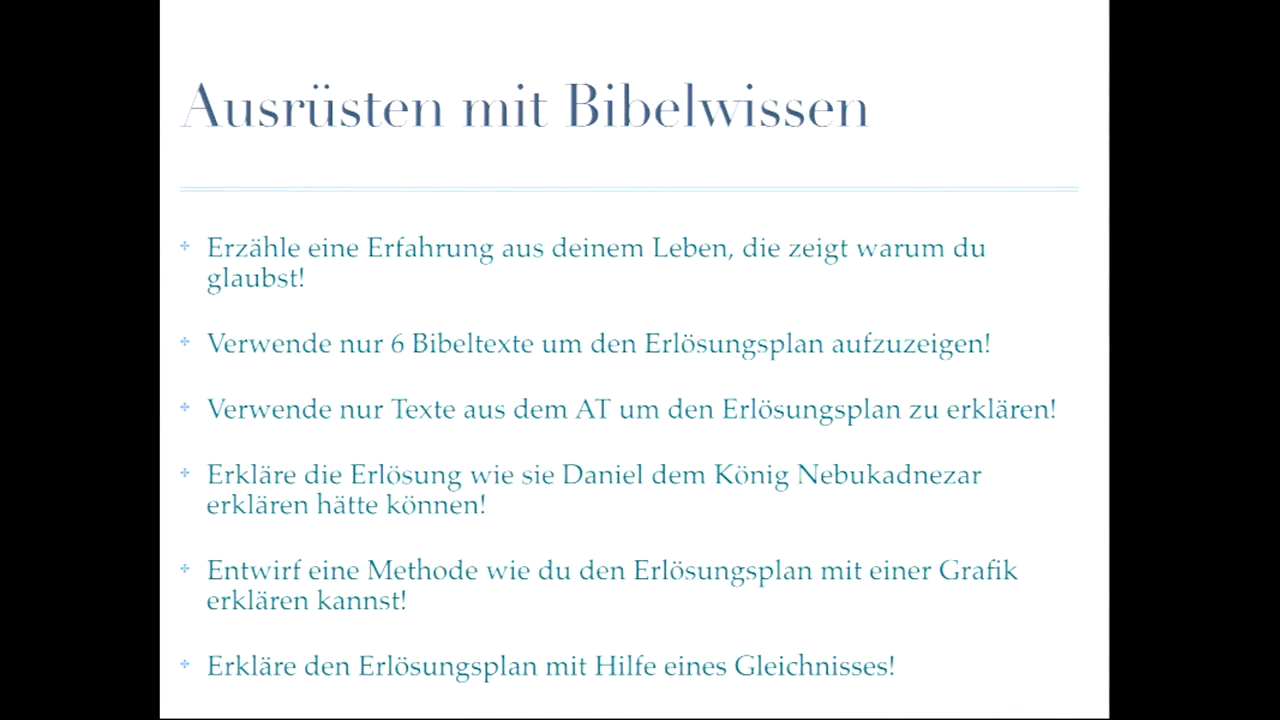 Ausrüsten mit Bibelwissen
Erzähle eine Erfahrung aus deinem Leben, die zeigt warum du
glaubst!
Verwende nur 6 Bibeltexte um den Erlösungsplan aufzuzeigen!
Verwende nur Texte aus dem AT um den Erlösungsplan zu erklären!
Erkläre die Erlösung wie sie Daniel dem König Nebukadnezar
erklären hätte können!
Entwirf eine Methode wie du den Erlösungsplan mit einer Grafik
erklären kannst!
Erkläre den Erlösungsplan mit Hilfe eines Gleichnisses!